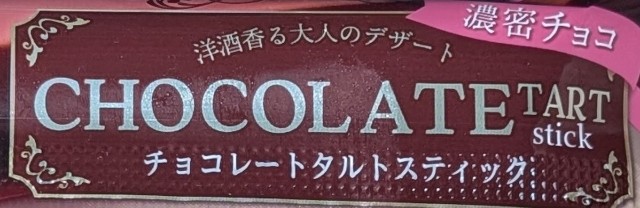 濃密チョコ
洋酒香る大人のデザート
CHOCOLATE TART
stick
チョコレートタルトスティック